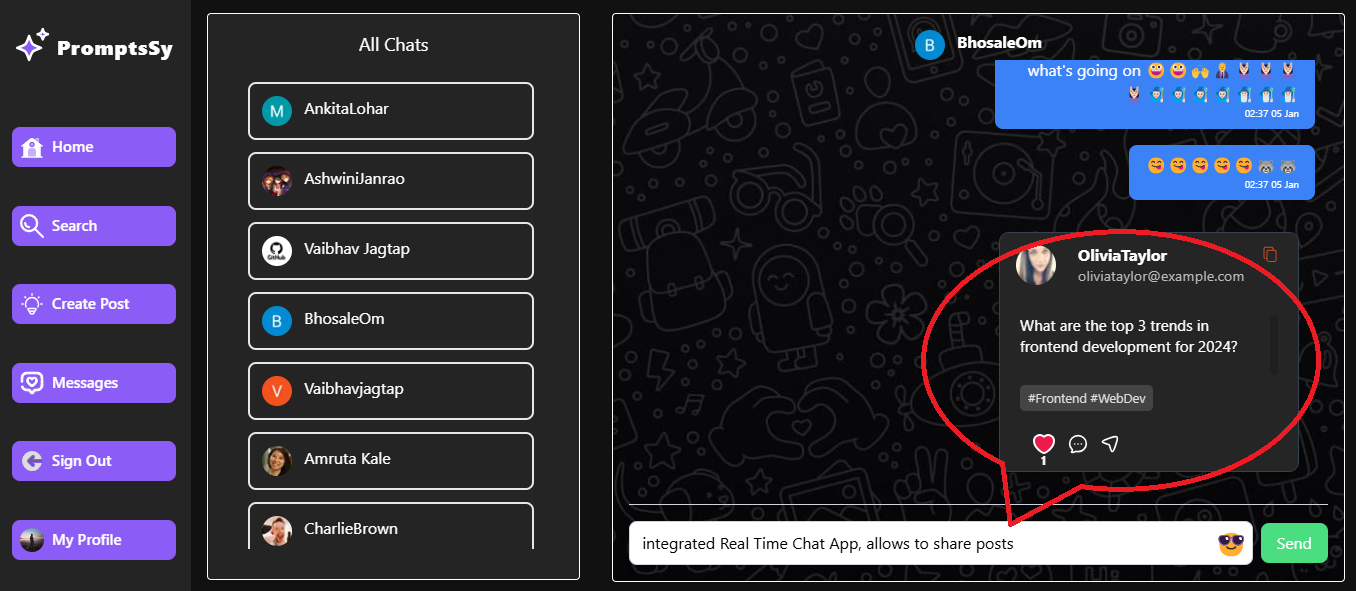 PromptsSy
Home
Search
Create Post
Messages
Sign Out
My Profile
All Chats
M AnkitaLohar
AshwiniJanrao
GitHub
Vaibhav Jagtap
B BhosaleOm
V Vaibhavjagtap
Amruta Kale
CharlieBrown
B BhosaleOm
what's going on 😀 😀 🙌
02:37 05 Jan
😋 😋 😋 😋 😋 🦝 🦝
02:37 05 Jan
OliviaTaylor
oliviataylor@example.com
What are the top 3 trends in
frontend development for 2024?
#Frontend #WebDev
1
integrated Real Time Chat App, allows to share posts 😎
Send